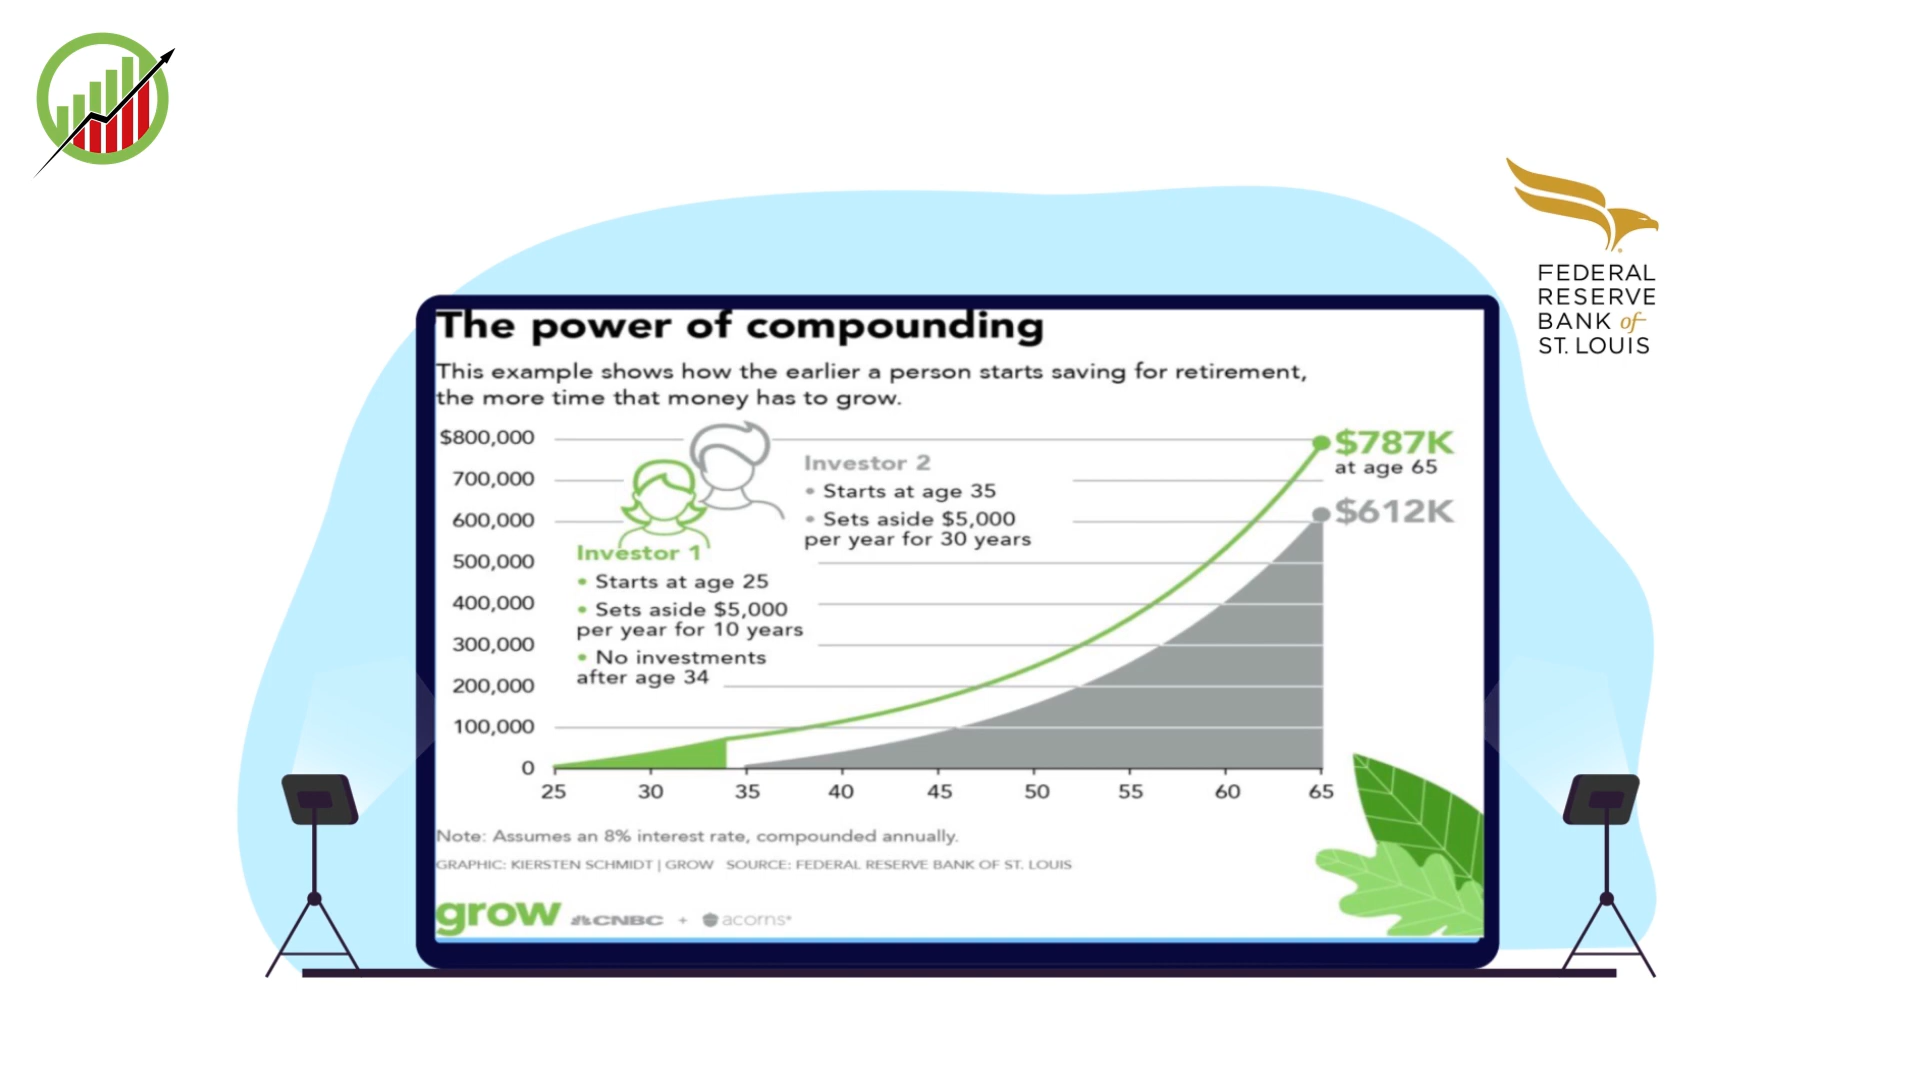 FEDERAL
RESERVE
BANK of
ST. LOUIS
The power of compounding
This example shows how the earlier a person starts saving for retirement,
the more time that money has to grow.
$800,000
700,000
600,000
500,000
400,000
300,000
200,000
100,000
0
Investor 2
• Starts at age 35
• Sets aside $5,000
per year for 30 years
Investor 1
• Starts at age 25
• Sets aside $5,000
per year for 10 years
• No investments
after age 34
$787K
at age 65
$612K
25 30 35 40 45 50 55 60 65
Note: Assumes an 8% interest rate, compounded annually.
GRAPHIC: KIERSTEN SCHMIDT | GROW SOURCE: FEDERAL RESERVE BANK OF ST. LOUIS
grow CNBC + acorns